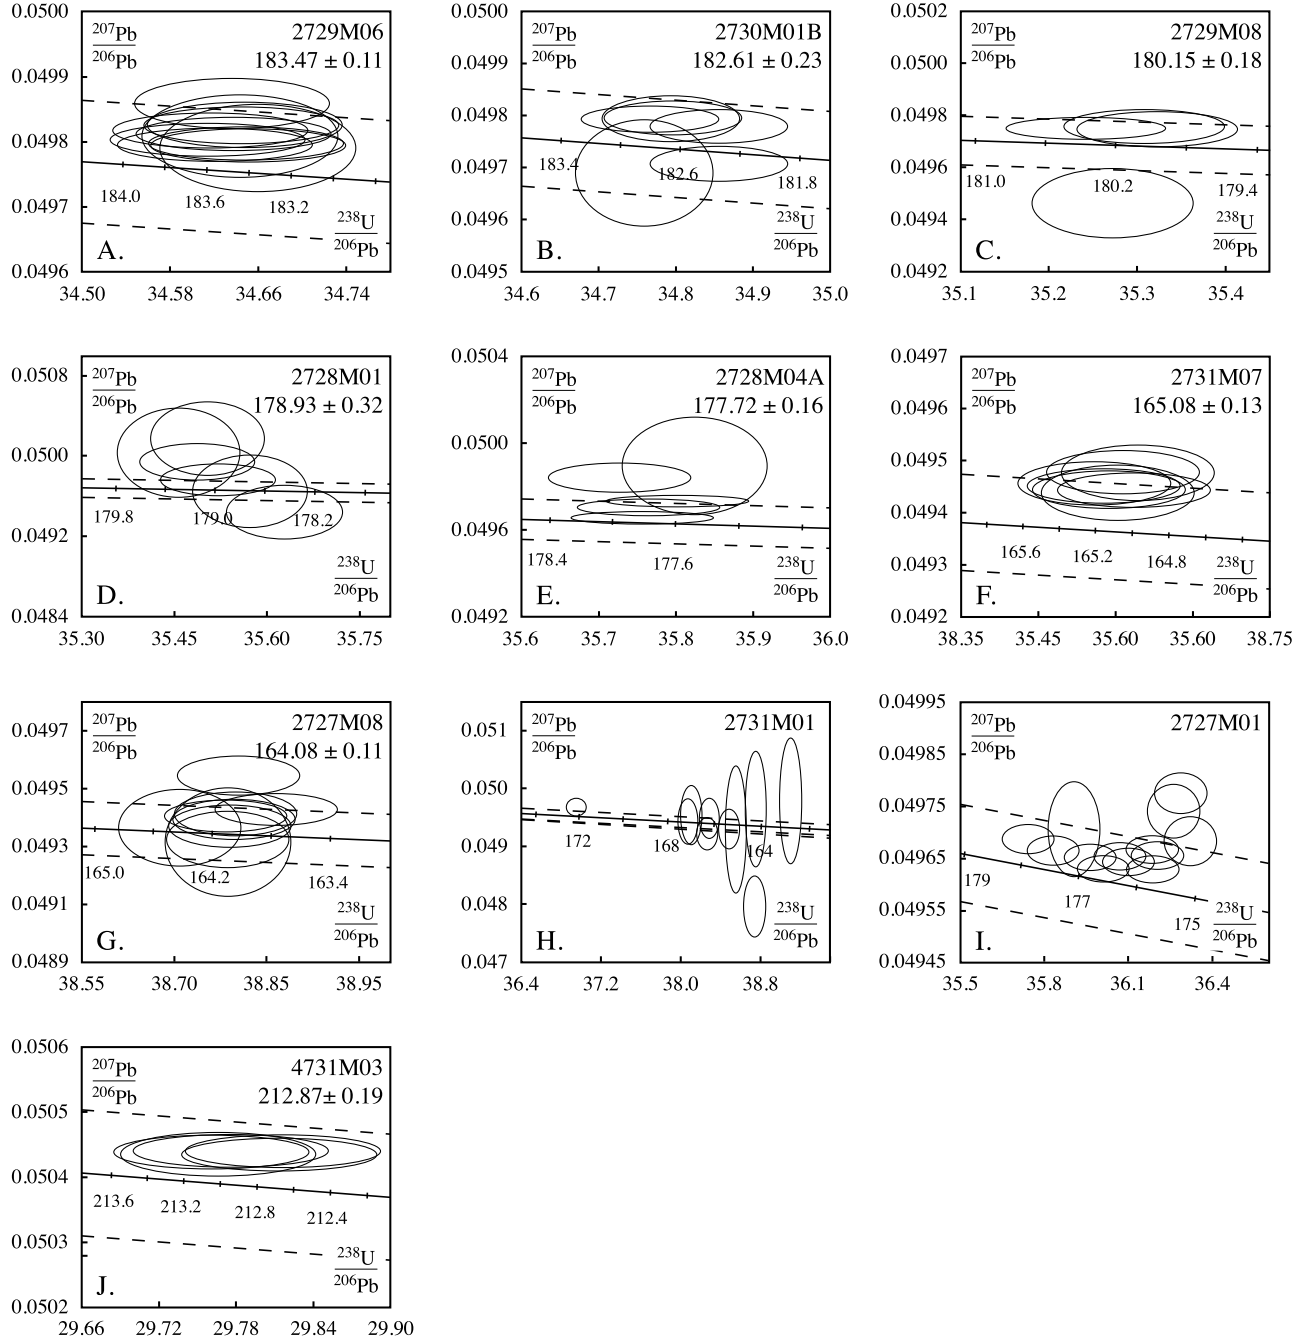 0.0500
0.0499
0.0498
0.0497
0.0496
207Pb
206Pb
2729M06
183.47 ± 0.11
184.0
183.6
183.2
238U
206Pb
A.
34.50
34.58
34.66
34.74
0.0500
0.0499
0.0498
0.0497
0.0496
0.0495
207Pb
206Pb
2730M01B
182.61 ± 0.23
183.4
182.6
181.8
238U
206Pb
B.
34.6
34.7
34.8
34.9
35.0
0.0502
0.0500
0.0498
0.0496
0.0494
0.0492
207Pb
206Pb
2729M08
180.15 ± 0.18
181.0
180.2
179.4
238U
206Pb
C.
35.1
35.2
35.3
35.4
0.0508
0.0500
0.0492
0.0484
207Pb
206Pb
2728M01
178.93 ± 0.32
179.8
179.0
178.2
238U
206Pb
D.
35.30
35.45
35.60
35.75
0.0504
0.0500
0.0496
0.0492
207Pb
206Pb
2728M04A
177.72 ± 0.16
178.4
177.6
238U
206Pb
E.
35.6
35.7
35.8
35.9
36.0
0.0497
0.0496
0.0495
0.0494
0.0493
0.0492
207Pb
206Pb
2731M07
165.08 ± 0.13
165.6
165.2
164.8
238U
206Pb
F.
38.35
35.45
35.60
35.60
38.75
0.0497
0.0495
0.0493
0.0491
0.0489
207Pb
206Pb
2727M08
164.08 ± 0.11
165.0
164.2
163.4
238U
206Pb
G.
38.55
38.70
38.85
38.95
0.051
0.050
0.049
0.048
0.047
207Pb
206Pb
2731M01
172
168
164
238U
206Pb
H.
36.4
37.2
38.0
38.8
0.04995
0.04985
0.04975
0.04965
0.04955
0.04945
207Pb
206Pb
2727M01
179
177
175
238U
206Pb
I.
35.5
35.8
36.1
36.4
0.0506
0.0505
0.0504
0.0503
0.0502
207Pb
206Pb
4731M03
212.87± 0.19
213.6
213.2
212.8
212.4
238U
206Pb
J.
29.66
29.72
29.78
29.84
29.90